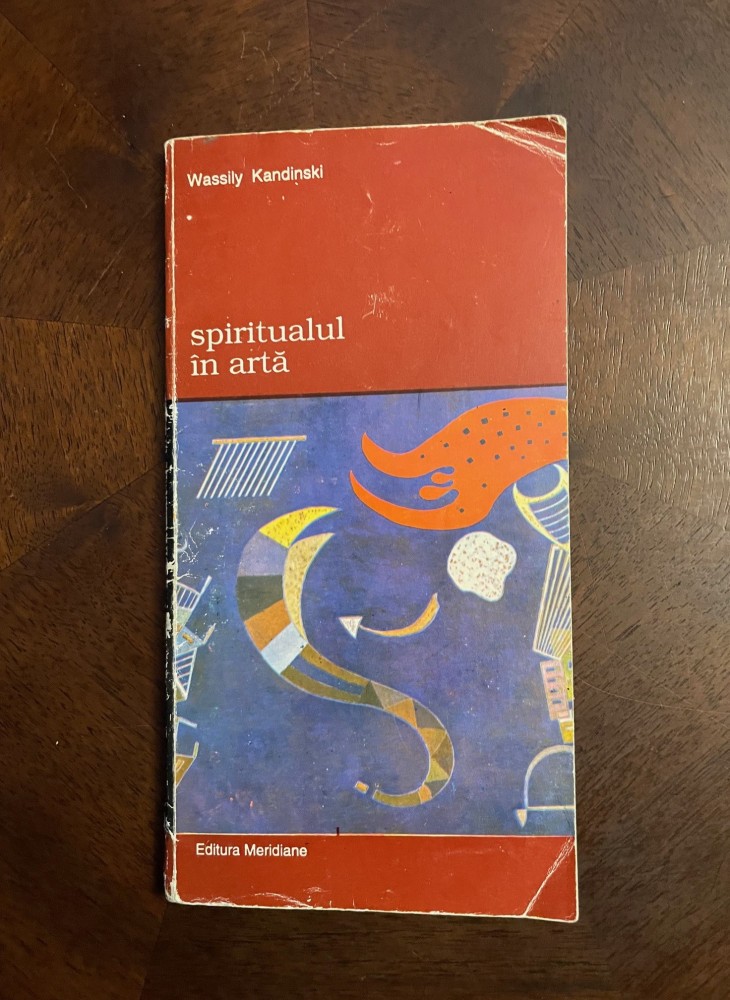 Wassily Kandinski
spiritualul
în artă
Editura Meridiane